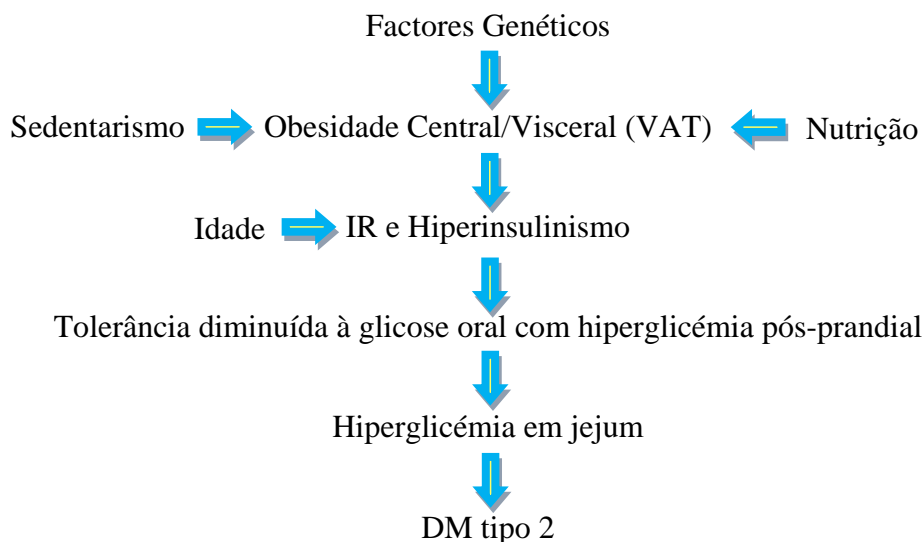 Factores Genéticos
Sedentarismo Obesidade Central/Visceral (VAT) Nutrição
Idade IR e Hiperinsulinismo
Tolerância diminuída à glicose oral com hiperglicémia pós-prandial
Hiperglicémia em jejum
DM tipo 2